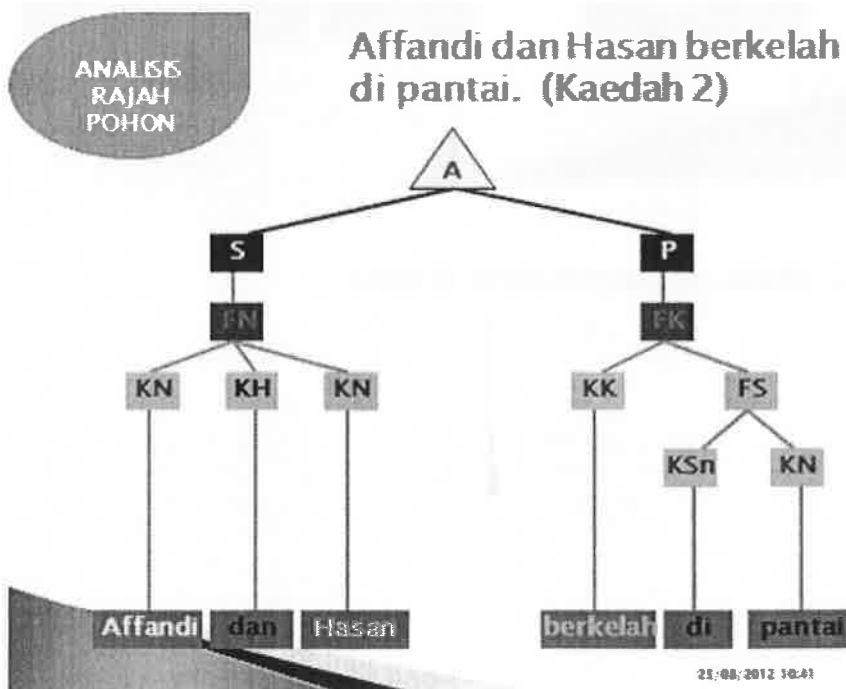 ANALISIS
RAJAH
POHON
Affandi dan Hasan berkelah
di pantai. (Kaedah 2)
A
S P
FN FK
KN KH KN KK FS
KSn KN
Affandi dan Hasan berkelah di pantai
25/08/2012 10:41